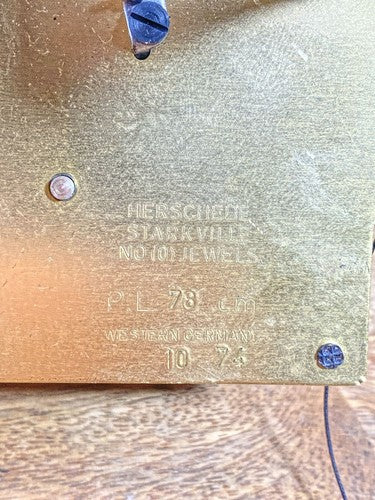 HERSCHEDE
STARKVILLE
NO (0) JEWELS
P.L. 78 cm
WESTERN GERMANY
10 74